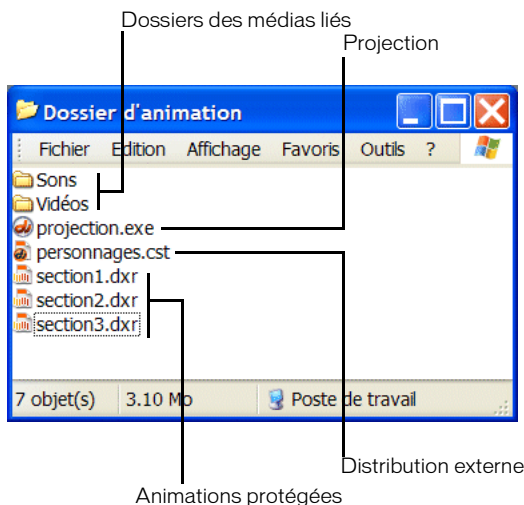 Dossiers des médias liés
Projection
Dossier d'animation
Fichier Edition Affichage Favoris Outils ?
Sons
Vidéos
projection.exe
personnages.cst
section1.dxr
section2.dxr
section3.dxr
7 objet(s) 3.10 Mo Poste de travail
Distribution externe
Animations protégées